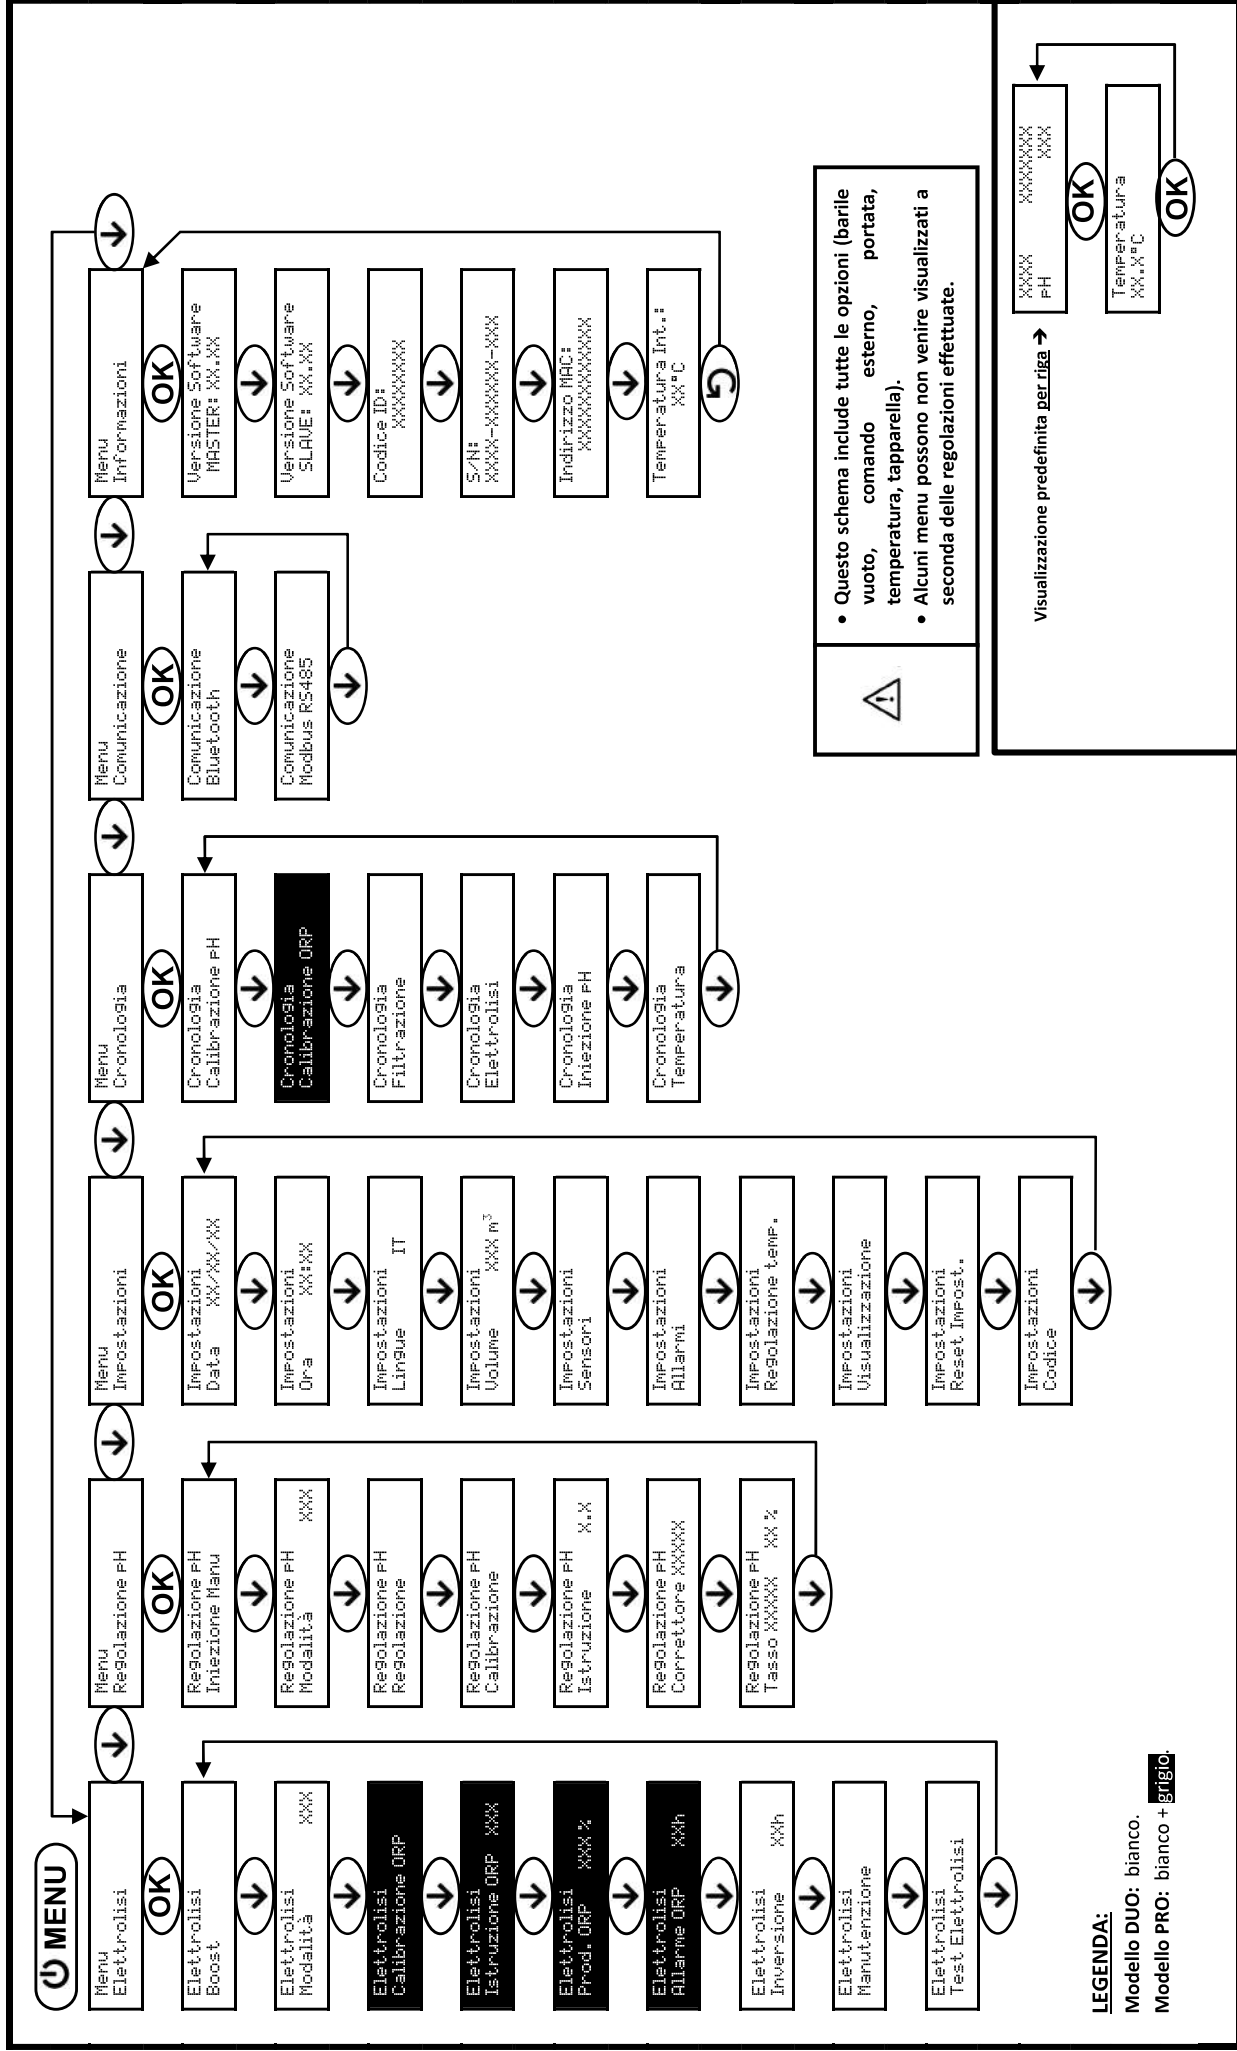 MENU
Menu
Elettrolisi
OK
Elettrolisi
Boost
Elettrolisi
Modalità XXX
Elettrolisi
Calibrazione ORP
Elettrolisi
Istruzione ORP XXX
Elettrolisi
Prod. ORP XXX %
Elettrolisi
Allarme ORP XXh
Elettrolisi
Inversione XXh
Elettrolisi
Manutenzione
Elettrolisi
Test Elettrolisi
Menu
Regolazione pH
OK
Regolazione pH
Iniezione Manu
Regolazione pH
Modalità XXX
Regolazione pH
Regolazione
Regolazione pH
Calibrazione
Regolazione pH
Istruzione X.X
Regolazione pH
Correttore XXXXX
Regolazione pH
Tasso XXXXX XX %
Menu
Impostazioni
OK
Impostazioni
Data XX/XX/XX
Impostazioni
Ora XX:XX
Impostazioni
Lingue IT
Impostazioni
Volume XXX m³
Impostazioni
Sensori
Impostazioni
Allarmi
Impostazioni
Regolazione temp.
Impostazioni
Visualizzazione
Impostazioni
Reset Impost.
Impostazioni
Codice
Menu
Cronologia
OK
Cronologia
Calibrazione pH
Cronologia
Calibrazione ORP
Cronologia
Filtrazione
Cronologia
Elettrolisi
Cronologia
Iniezione pH
Cronologia
Temperatura
Menu
Comunicazione
OK
Comunicazione
Bluetooth
Comunicazione
Modbus RS485
Menu
Informazioni
OK
Versione Software
MASTER: XX.XX
Versione Software
SLAVE: XX.XX
Codice ID:
XXXXXXXX
S/N:
XXXX-XXXXXX-XXX
Indirizzo MAC:
XXXXXXXXXXXX
Temperatura Int.:
XX°C
LEGENDA:
Modello DUO: bianco.
Modello PRO: bianco + grigio.
• Questo schema include tutte le opzioni (barile
vuoto, comando esterno, portata,
temperatura, tapparella).
• Alcuni menu possono non venire visualizzati a
seconda delle regolazioni effettuate.
Visualizzazione predefinita per riga →
XXXX XXXXXXXX
pH XXX
OK
Temperatura
XX.X°C
OK